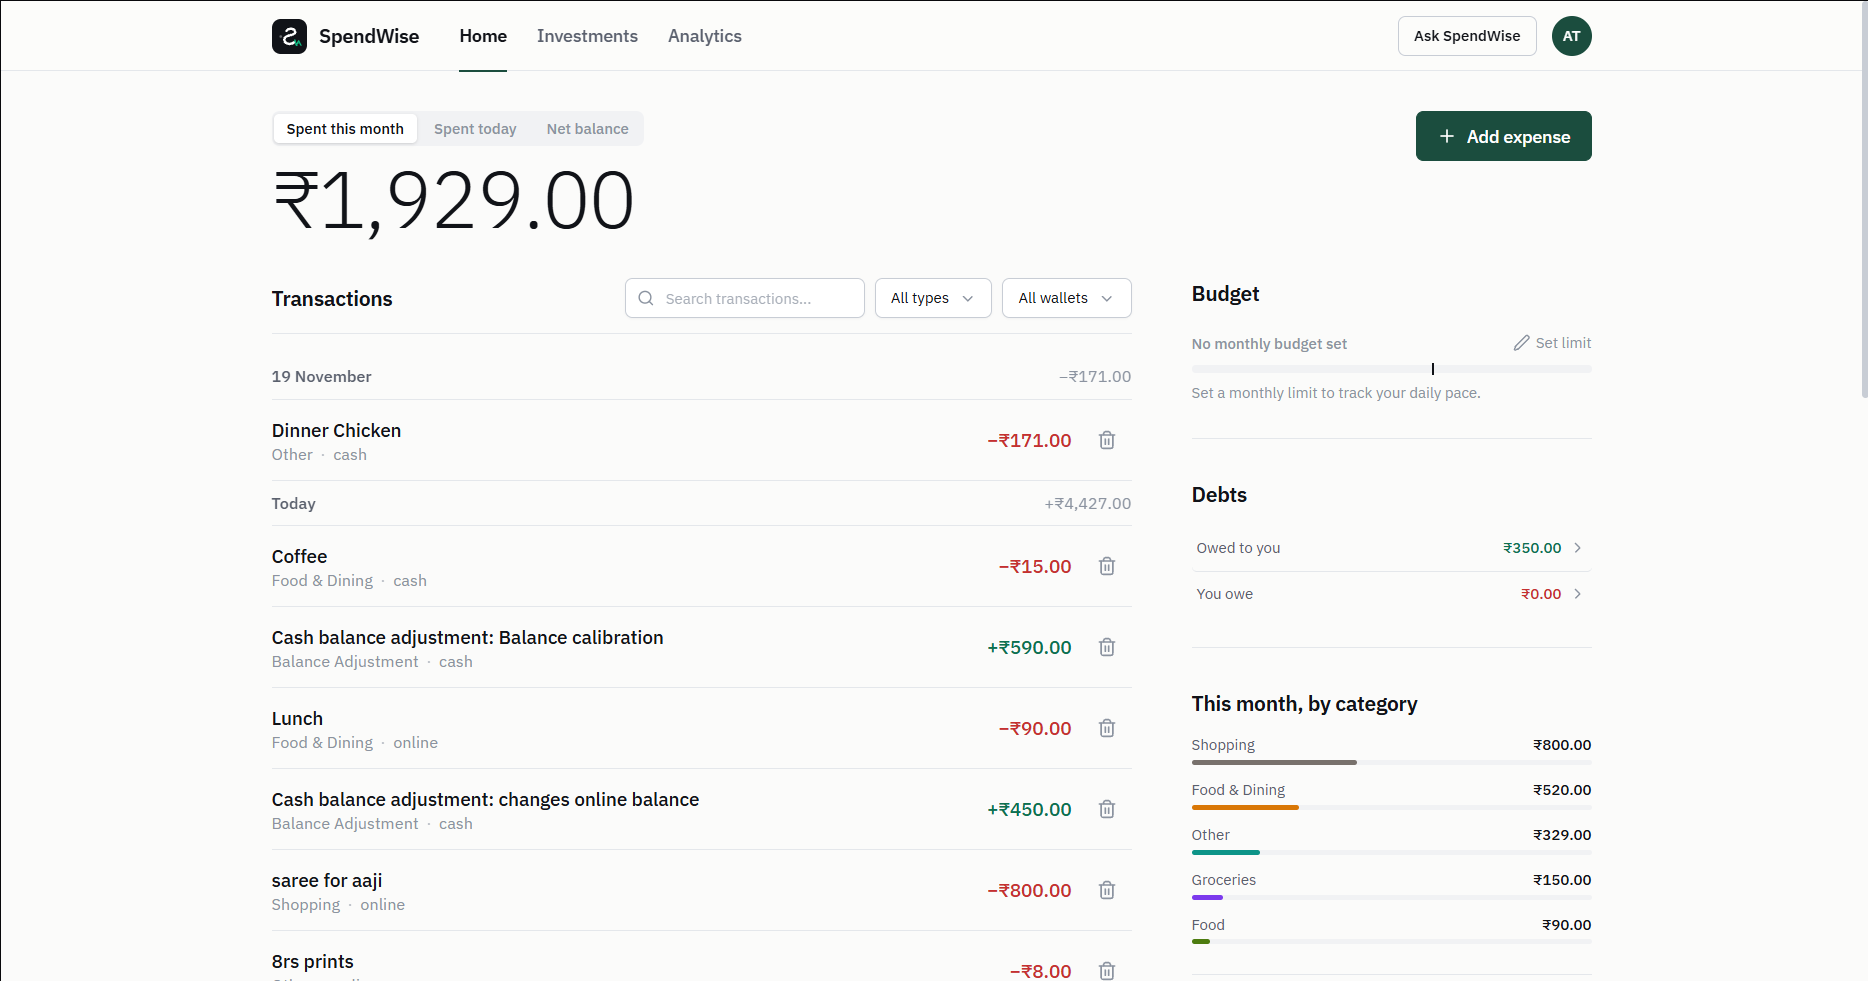 SpendWise
Home
Investments
Analytics
Ask SpendWise
AT
Spent this month
Spent today
Net balance
+ Add expense
₹1,929.00
Transactions
Search transactions...
All types
All wallets
19 November
−₹171.00
Dinner Chicken
−₹171.00
Other · cash
Today
+₹4,427.00
Coffee
−₹15.00
Food & Dining · cash
Cash balance adjustment: Balance calibration
+₹590.00
Balance Adjustment · cash
Lunch
−₹90.00
Food & Dining · online
Cash balance adjustment: changes online balance
+₹450.00
Balance Adjustment · cash
saree for aaji
−₹800.00
Shopping · online
8rs prints
−₹8.00
Budget
No monthly budget set
Set limit
Set a monthly limit to track your daily pace.
Debts
Owed to you
₹350.00
You owe
₹0.00
This month, by category
Shopping
₹800.00
Food & Dining
₹520.00
Other
₹329.00
Groceries
₹150.00
Food
₹90.00